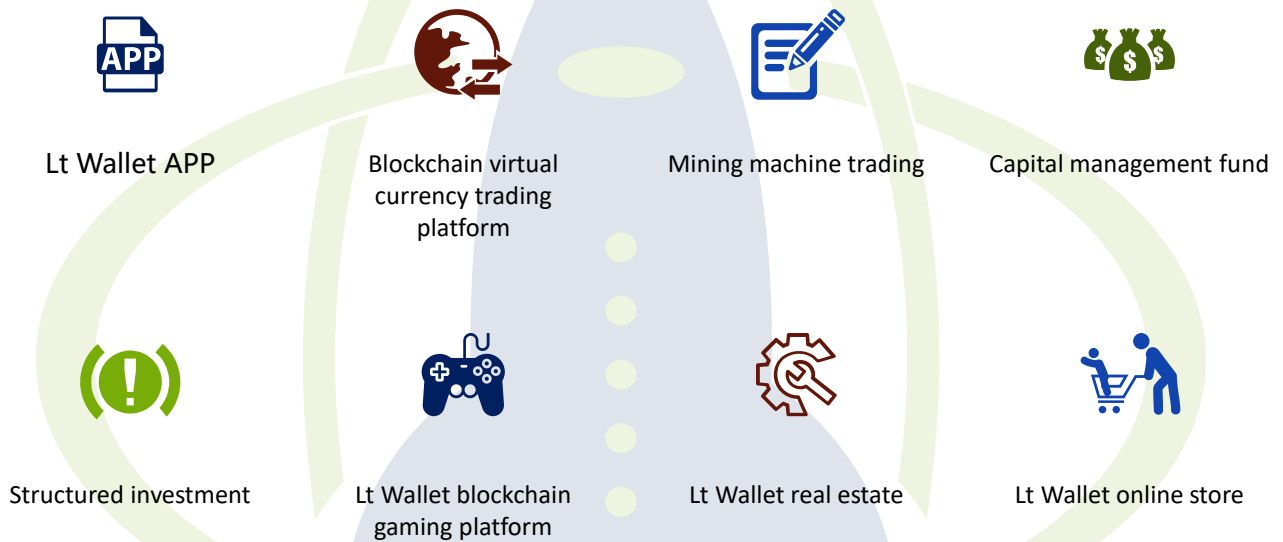 APP
Lt Wallet APP
Blockchain virtual
currency trading
platform
Mining machine trading
Capital management fund
$ $ $
Structured investment
Lt Wallet blockchain
gaming platform
Lt Wallet real estate
Lt Wallet online store